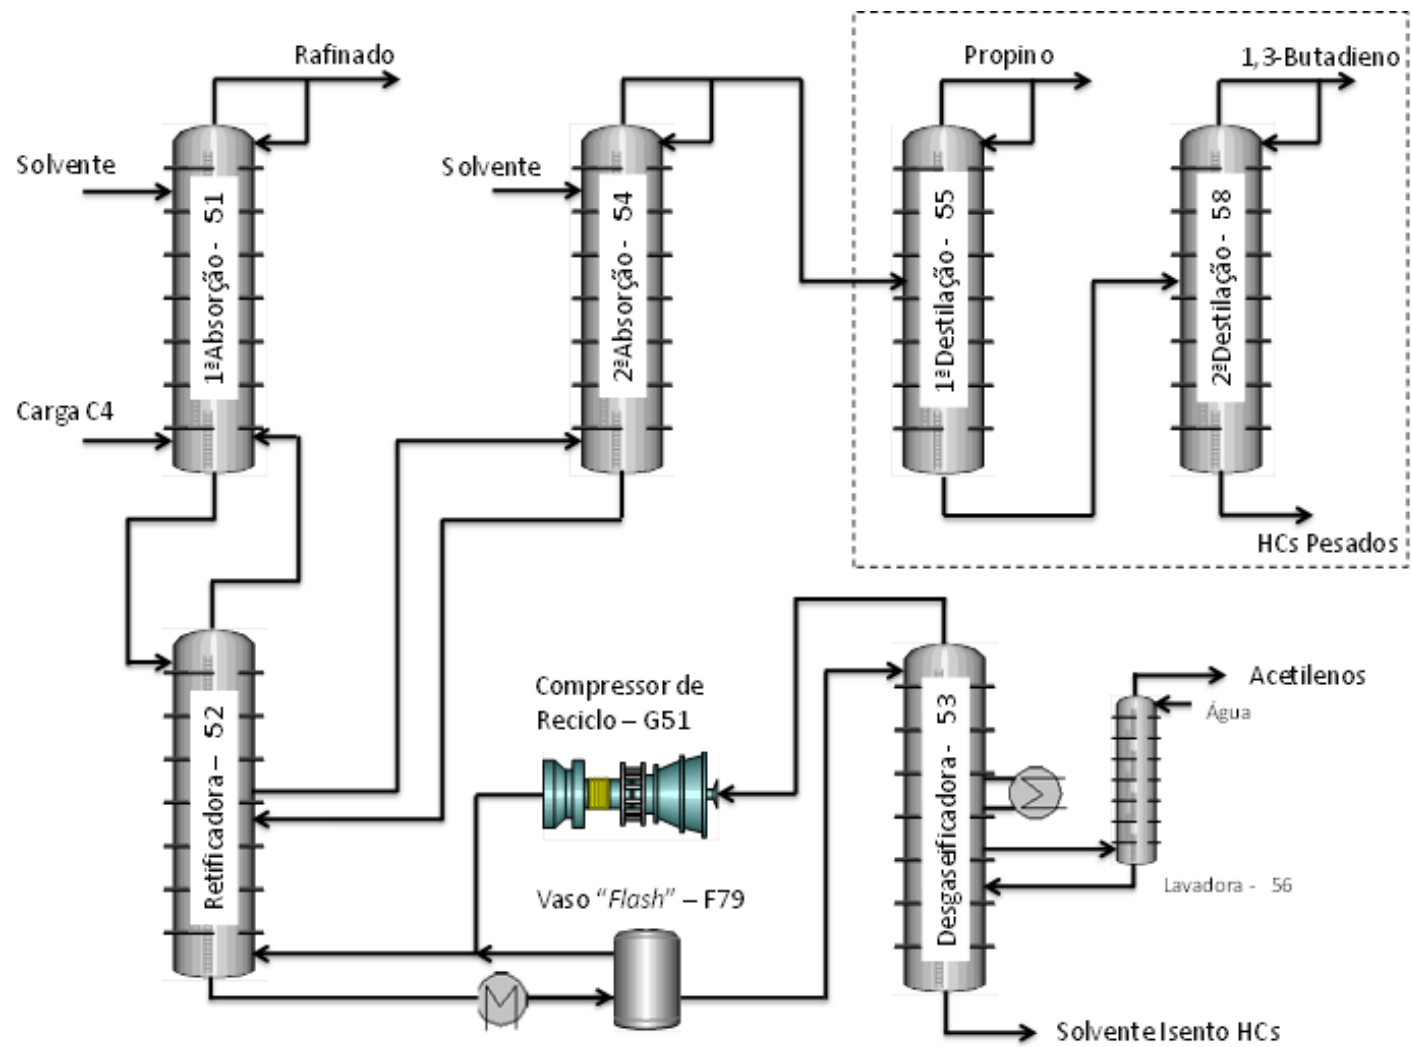 Rafinado
Propino
1,3-Butadieno
Solvente
Solvente
1ªAbsorção - 51
2ªAbsorção - 54
1ªDestilação - 55
2ªDestilação - 58
Carga C4
HCs Pesados
Compressor de
Reciclo – G51
Acetilenos
Água
Retificadora – 52
Desgaseificadora - 53
Lavadora - 56
Vaso “Flash” – F79
Solvente Isento HCs